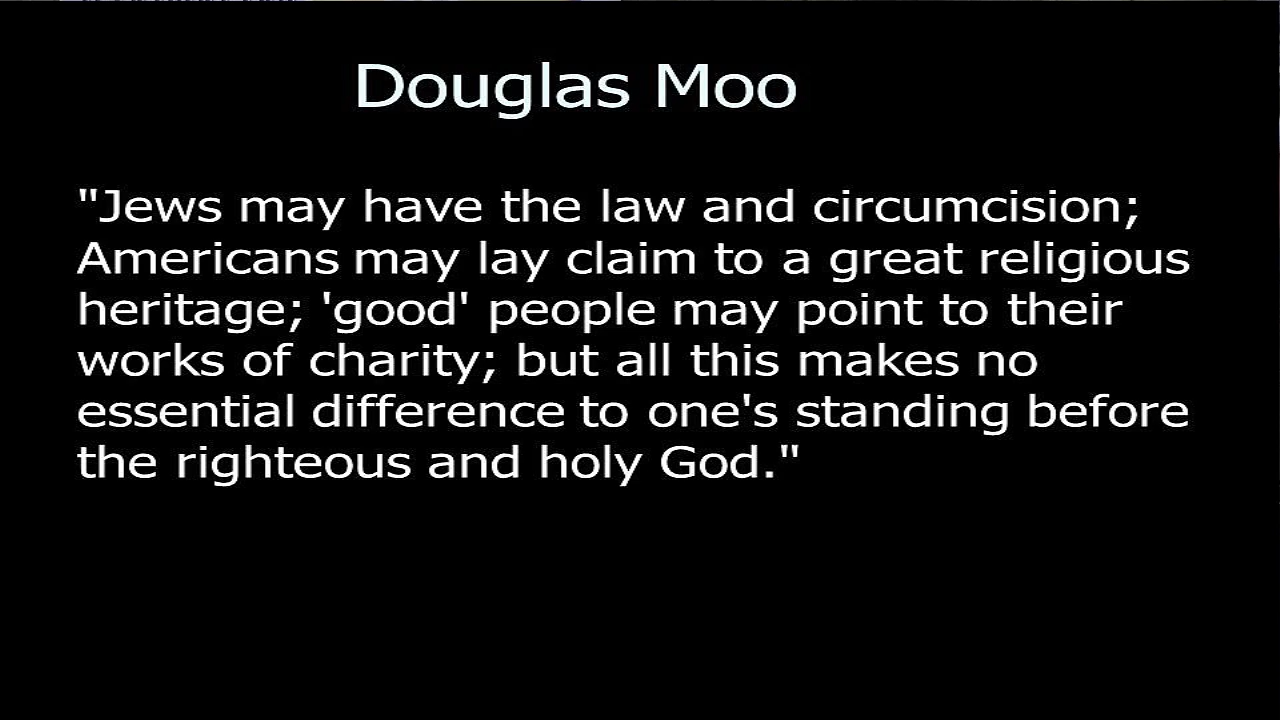 Douglas Moo
"Jews may have the law and circumcision;
Americans may lay claim to a great religious
heritage; 'good' people may point to their
works of charity; but all this makes no
essential difference to one's standing before
the righteous and holy God."